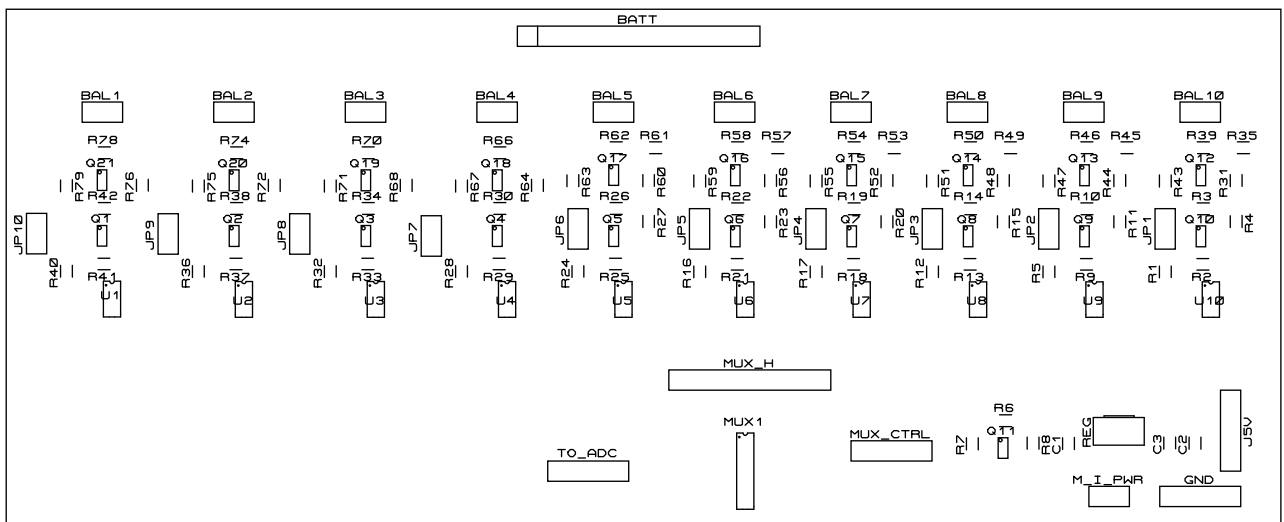 BATT
BAL1 BAL2 BAL3 BAL4 BAL5 BAL6 BAL7 BAL8 BAL9 BAL10
R78 R74 R70 R66 R62 R61 R58 R57 R54 R53 R50 R49 R46 R45 R39 R35
Q21 Q20 Q19 Q18 Q17 Q16 Q15 Q14 Q13 Q12
R79 R76 R75 R72 R71 R68 R67 R64 R63 R60 R59 R56 R55 R52 R51 R48 R47 R44 R43 R31
R42 R38 R34 R30 R26 R22 R19 R14 R10 R3
JP10 Q1 JP9 Q2 JP8 Q3 JP7 Q4 JP6 Q5 R27 JP5 Q6 R23 JP4 Q7 R20 JP3 Q8 R15 JP2 Q9 R11 JP1 Q10 R4
R40 R41 R36 R37 R32 R33 R28 R29 R24 R25 R16 R21 R17 R18 R12 R13 R5 R9 R1 R2
U1 U2 U3 U4 U5 U6 U7 U8 U9 U10
MUX_H
MUX1
MUX_CTRL
TO_ADC
R6
R7 Q11 R8 C1 REG C3 C2 J5V
M_I_PWR GND